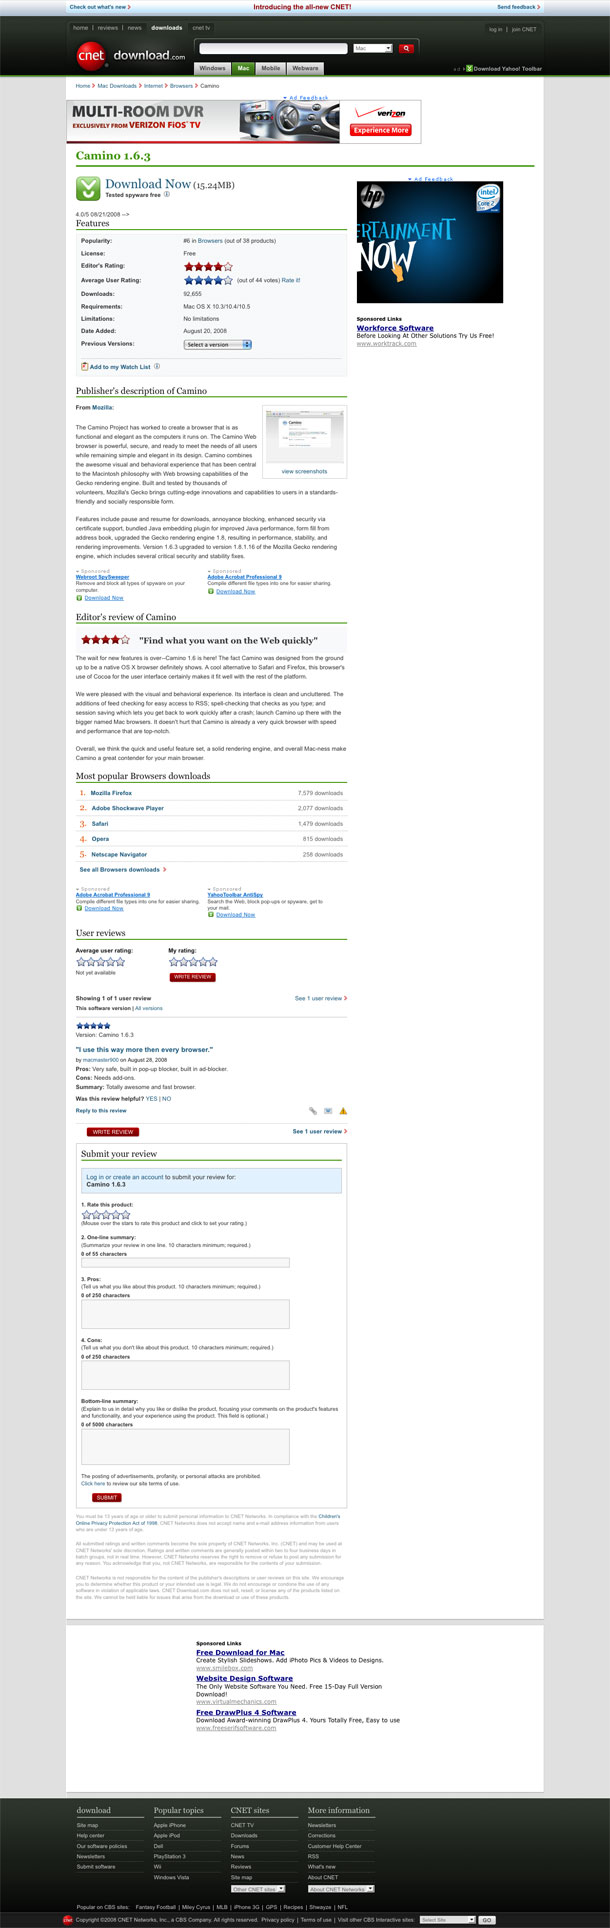 Check out what's new
Introducing the all-new CNET!
Send feedback
home | reviews | news | downloads | cnet tv
log in | join CNET
cnet download.com
Mac
Windows Mac Mobile Webware
Download Yahoo! Toolbar
Home > Mac Downloads > Internet > Browsers > Camino
Ad Feedback
MULTI-ROOM DVR
EXCLUSIVELY FROM VERIZON FiOS TV
verizon
Experience More
Camino 1.6.3
Download Now (15.24MB)
Tested spyware free
4.0/5 08/21/2008 -->
Features
Popularity: #6 in Browsers (out of 38 products)
License: Free
Editor's Rating:
Average User Rating: (out of 44 votes) Rate it!
Downloads: 92,655
Requirements: Mac OS X 10.3/10.4/10.5
Limitations: No limitations
Date Added: August 20, 2008
Previous Versions: Select a version
Add to my Watch List
Ad Feedback
hp
intel
Core 2
ERTAINMENT
NOW
Sponsored Links
Workforce Software
Before Looking At Other Solutions Try Us Free!
www.worktrack.com
Publisher's description of Camino
From Mozilla:
Camino
view screenshots
The Camino Project has worked to create a browser that is as
functional and elegant as the computers it runs on. The Camino Web
browser is powerful, secure, and ready to meet the needs of all users
while remaining simple and elegant in its design. Camino combines
the awesome visual and behavioral experience that has been central
to the Macintosh philosophy with Web browsing capabilities of the
Gecko rendering engine. Built and tested by thousands of
volunteers, Mozilla's Gecko brings cutting-edge innovations and capabilities to users in a standards-
friendly and socially responsible form.
Features include pause and resume for downloads, annoyance blocking, enhanced security via
certificate support, bundled Java embedding plugin for improved Java performance, form fill from
address book, upgraded the Gecko rendering engine 1.8, resulting in performance, stability, and
rendering improvements. Version 1.6.3 upgraded to version 1.8.1.16 of the Mozilla Gecko rendering
engine, which includes several critical security and stability fixes.
Sponsored
Webroot SpySweeper
Remove and block all types of spyware on your
computer.
Download Now
Sponsored
Adobe Acrobat Professional 9
Compile different file types into one for easier sharing.
Download Now
Editor's review of Camino
"Find what you want on the Web quickly"
The wait for new features is over--Camino 1.6 is here! The fact Camino was designed from the ground
up to be a native OS X browser definitely shows. A cool alternative to Safari and Firefox, this browser's
use of Cocoa for the user interface certainly makes it fit well with the rest of the platform.
We were pleased with the visual and behavioral experience. Its interface is clean and uncluttered. The
additions of feed checking for easy access to RSS; spell-checking that checks as you type; and
session saving which lets you get back to work quickly after a crash; launch Camino up there with the
bigger named Mac browsers. It doesn't hurt that Camino is already a very quick browser with speed
and performance that are top-notch.
Overall, we think the quick and useful feature set, a solid rendering engine, and overall Mac-ness make
Camino a great contender for your main browser.
Most popular Browsers downloads
1. Mozilla Firefox 7,579 downloads
2. Adobe Shockwave Player 2,077 downloads
3. Safari 1,479 downloads
4. Opera 815 downloads
5. Netscape Navigator 258 downloads
See all Browsers downloads
Sponsored
Adobe Acrobat Professional 9
Compile different file types into one for easier sharing.
Download Now
Sponsored
YahooToolbar AntiSpy
Search the Web, block pop-ups or spyware, get to
your mail.
Download Now
User reviews
Average user rating: My rating:
Not yet available
WRITE REVIEW
Showing 1 of 1 user review
See 1 user review
This software version | All versions
Version: Camino 1.6.3
"I use this way more then every browser."
by macmaster900 on August 28, 2008
Pros: Very safe, built in pop-up blocker, built in ad-blocker.
Cons: Needs add-ons.
Summary: Totally awesome and fast browser.
Was this review helpful? YES | NO
Reply to this review
WRITE REVIEW
See 1 user review
Submit your review
Log in or create an account to submit your review for:
Camino 1.6.3
1. Rate this product:
(Mouse over the stars to rate this product and click to set your rating.)
2. One-line summary:
(Summarize your review in one line. 10 characters minimum; required.)
0 of 55 characters
3. Pros:
(Tell us what you like about this product. 10 characters minimum; required.)
0 of 250 characters
4. Cons:
(Tell us what you don't like about this product. 10 characters minimum; required.)
0 of 250 characters
Bottom-line summary:
(Explain to us in detail why you like or dislike the product, focusing your comments on the product's features
and functionality, and your experience using the product. This field is optional.)
0 of 5000 characters
The posting of advertisements, profanity, or personal attacks are prohibited.
Click here to review our site terms of use.
SUBMIT
You must be 13 years of age or older to submit personal information to CNET Networks. In compliance with the Children's
Online Privacy Protection Act of 1998, CNET Networks does not accept name and e-mail address information from users
who are under 13 years of age.
All submitted ratings and written comments become the sole property of CNET Networks, Inc. (CNET) and may be used at
CNET Networks' sole discretion. Ratings and written comments are generally posted within two to four business days in
batch groups, not in real time. However, CNET Networks reserves the right to remove or refuse to post any submission for
any reason. You acknowledge that you, not CNET Networks, are responsible for the contents of your submission.
CNET Networks is not responsible for the content of the publisher's descriptions or user reviews on this site. We encourage
you to determine whether this product or your intended use is legal. We do not encourage or condone the use of any
software in violation of applicable laws. CNET Download.com does not sell, resell, or license any of the products listed on
the site. We cannot be held liable for issues that arise from the download or use of these products.
Sponsored Links
Free Download for Mac
Create Stylish Slideshows. Add iPhoto Pics & Videos to Designs.
www.smilebox.com
Website Design Software
The Only Website Software You Need. Free 15-Day Full Version
Download!
www.virtualmechanics.com
Free DrawPlus 4 Software
Download Award-winning DrawPlus 4. Yours Totally Free, Easy to use
www.freeserifsoftware.com
download
Site map
Help center
Our software policies
Newsletters
Submit software
Popular topics
Apple iPhone
Apple iPod
Dell
PlayStation 3
Wii
Windows Vista
CNET sites
CNET TV
Downloads
Forums
News
Reviews
Site map
Other CNET sites
More information
Newsletters
Corrections
Customer Help Center
RSS
What's new
About CNET
About CNET Networks
Popular on CBS sites: Fantasy Football | Miley Cyrus | MLB | iPhone 3G | GPS | Recipes | Shwayze | NFL
cnet Copyright ©2008 CNET Networks, Inc., a CBS Company. All rights reserved. Privacy policy | Terms of use | Visit other CBS Interactive sites: Select Site GO